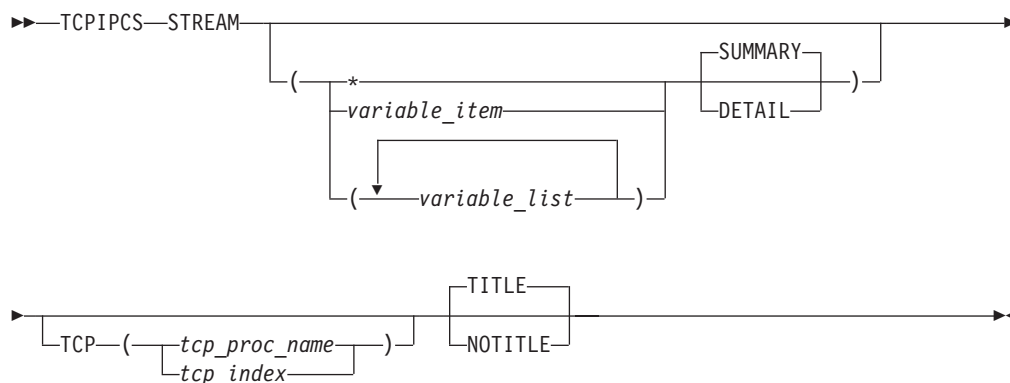 TCPIPCS STREAM
SUMMARY
( * )
variable_item DETAIL
( variable_list )
TITLE
TCP ( tcp_proc_name ) NOTITLE
tcp_index